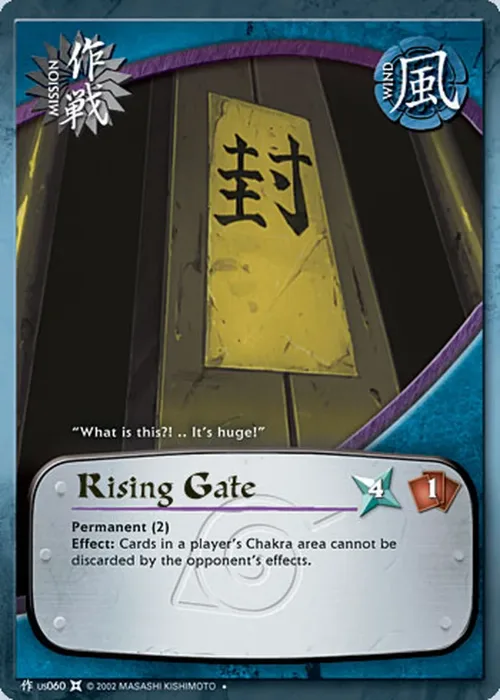 MISSION
作戦
WIND
風
封
“What is this?! .. It’s huge!”
Rising Gate
4
1
Permanent (2)
Effect: Cards in a player’s Chakra area cannot be
discarded by the opponent’s effects.
作 US060 © 2002 MASASHI KISHIMOTO •